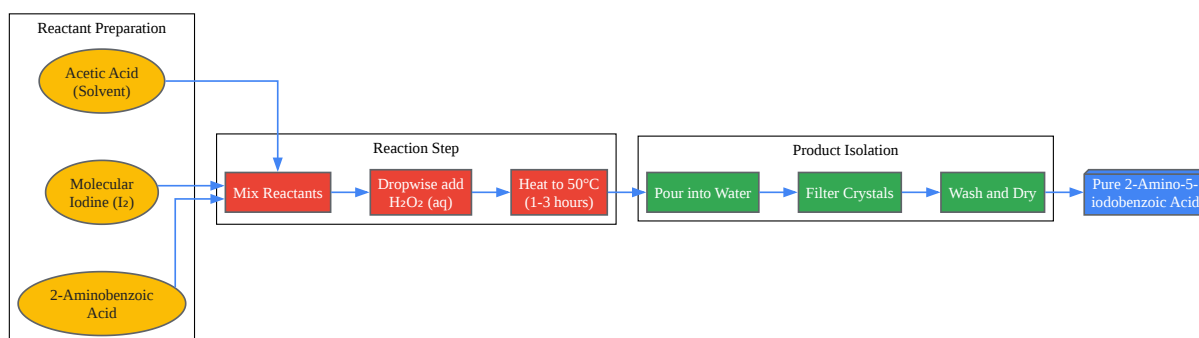 Reactant Preparation
Acetic Acid
(Solvent)
Molecular
Iodine (I₂)
2-Aminobenzoic
Acid
Reaction Step
Mix Reactants
Dropwise add
H₂O₂ (aq)
Heat to 50°C
(1-3 hours)
Product Isolation
Pour into Water
Filter Crystals
Wash and Dry
Pure 2-Amino-5-
iodobenzoic Acid